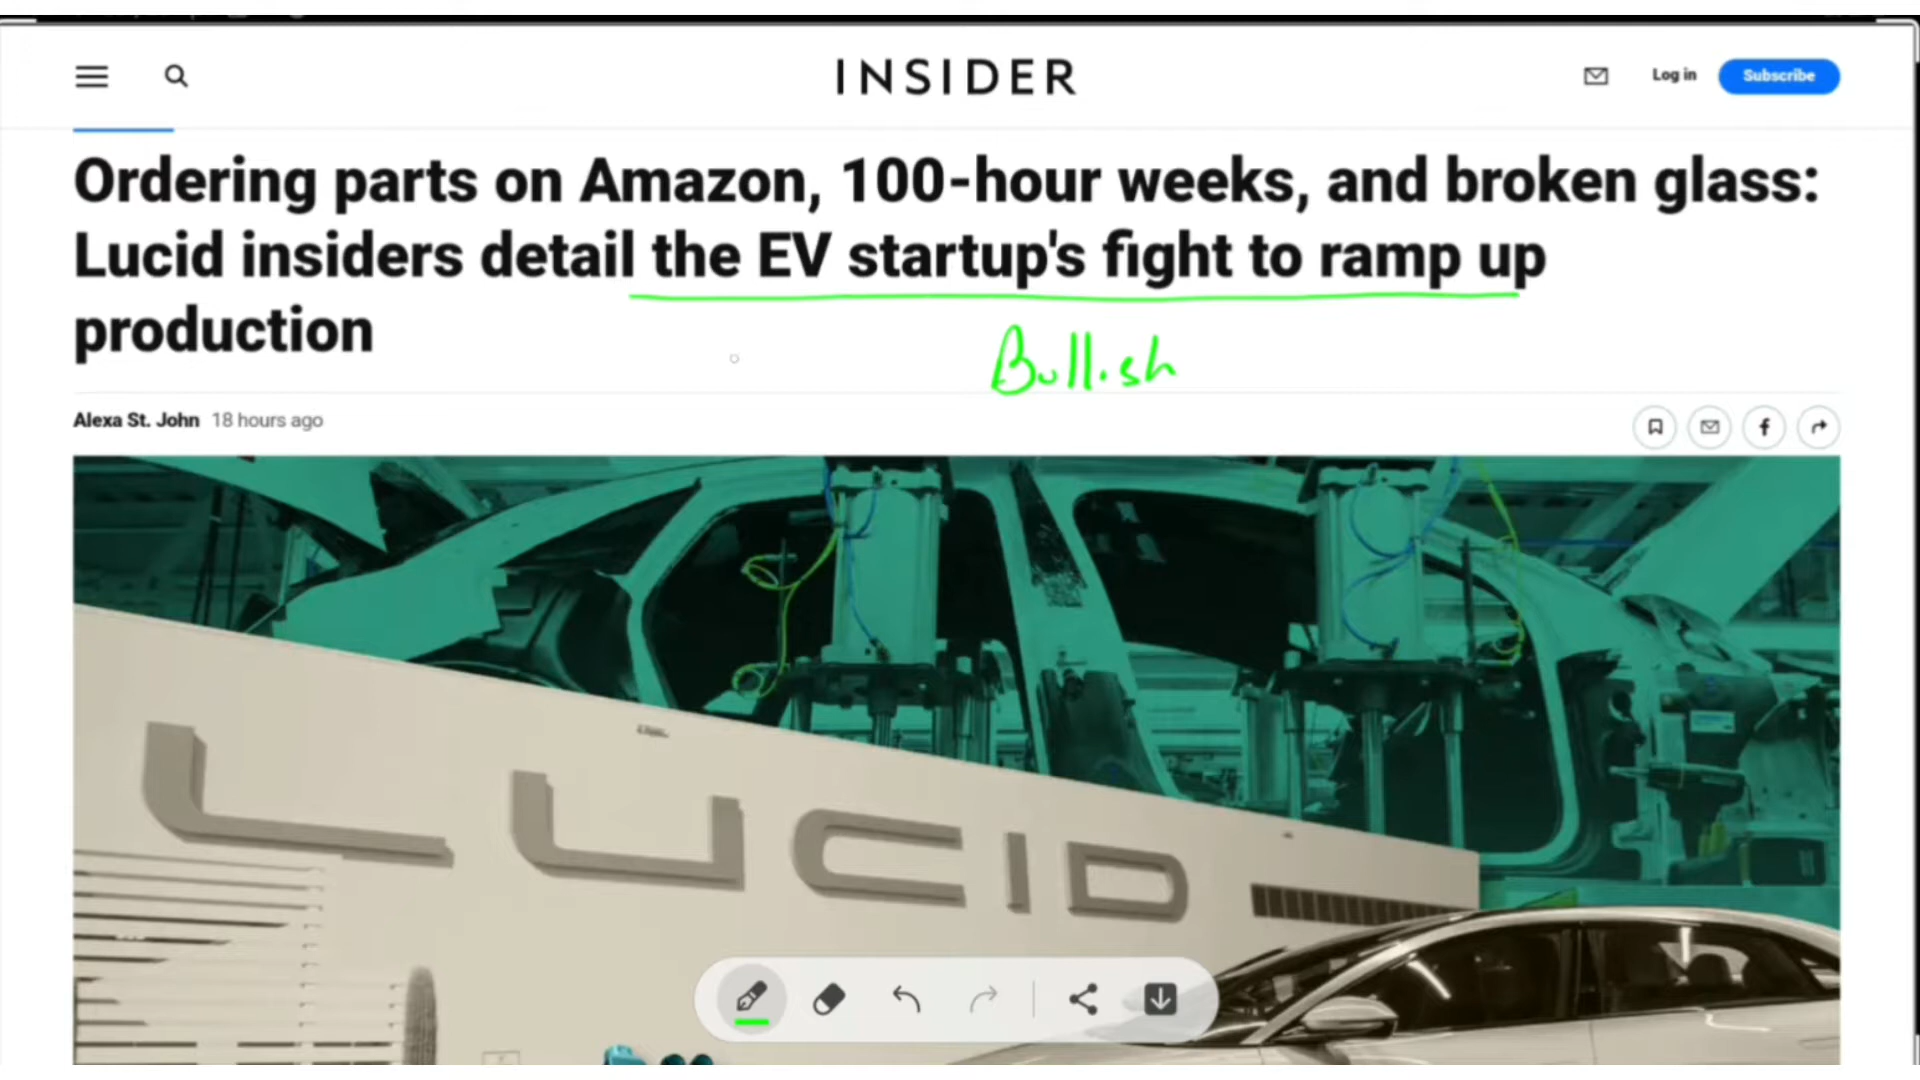 INSIDER
Log in
Subscribe
Ordering parts on Amazon, 100-hour weeks, and broken glass:
Lucid insiders detail the EV startup's fight to ramp up
production
Bullish
Alexa St. John 18 hours ago
LUCID